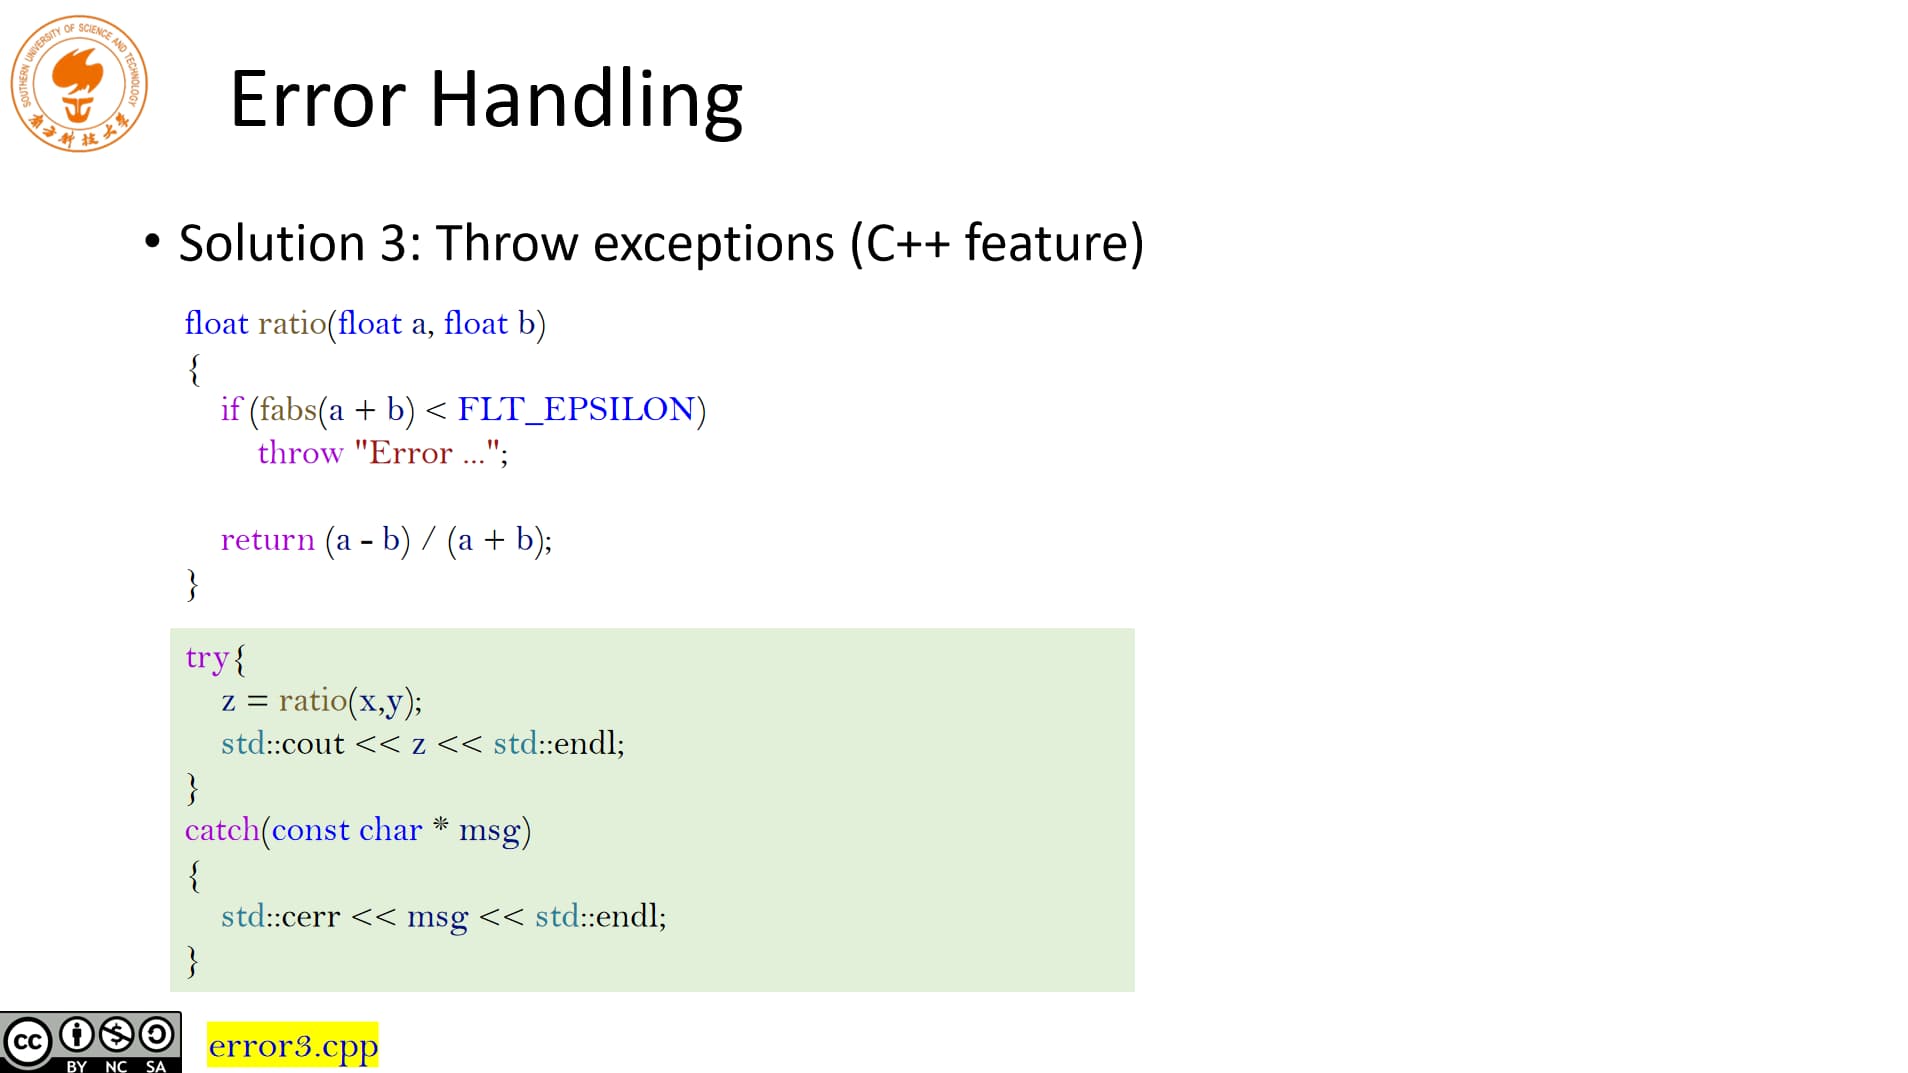 SOUTHERN UNIVERSITY OF SCIENCE AND TECHNOLOGY
南方科技大学
Error Handling
• Solution 3: Throw exceptions (C++ feature)
float ratio(float a, float b)
{
if (fabs(a + b) < FLT_EPSILON)
throw "Error ...";
return (a - b) / (a + b);
}
try{
z = ratio(x,y);
std::cout << z << std::endl;
}
catch(const char * msg)
{
std::cerr << msg << std::endl;
}
cc
BY NC SA
error3.cpp